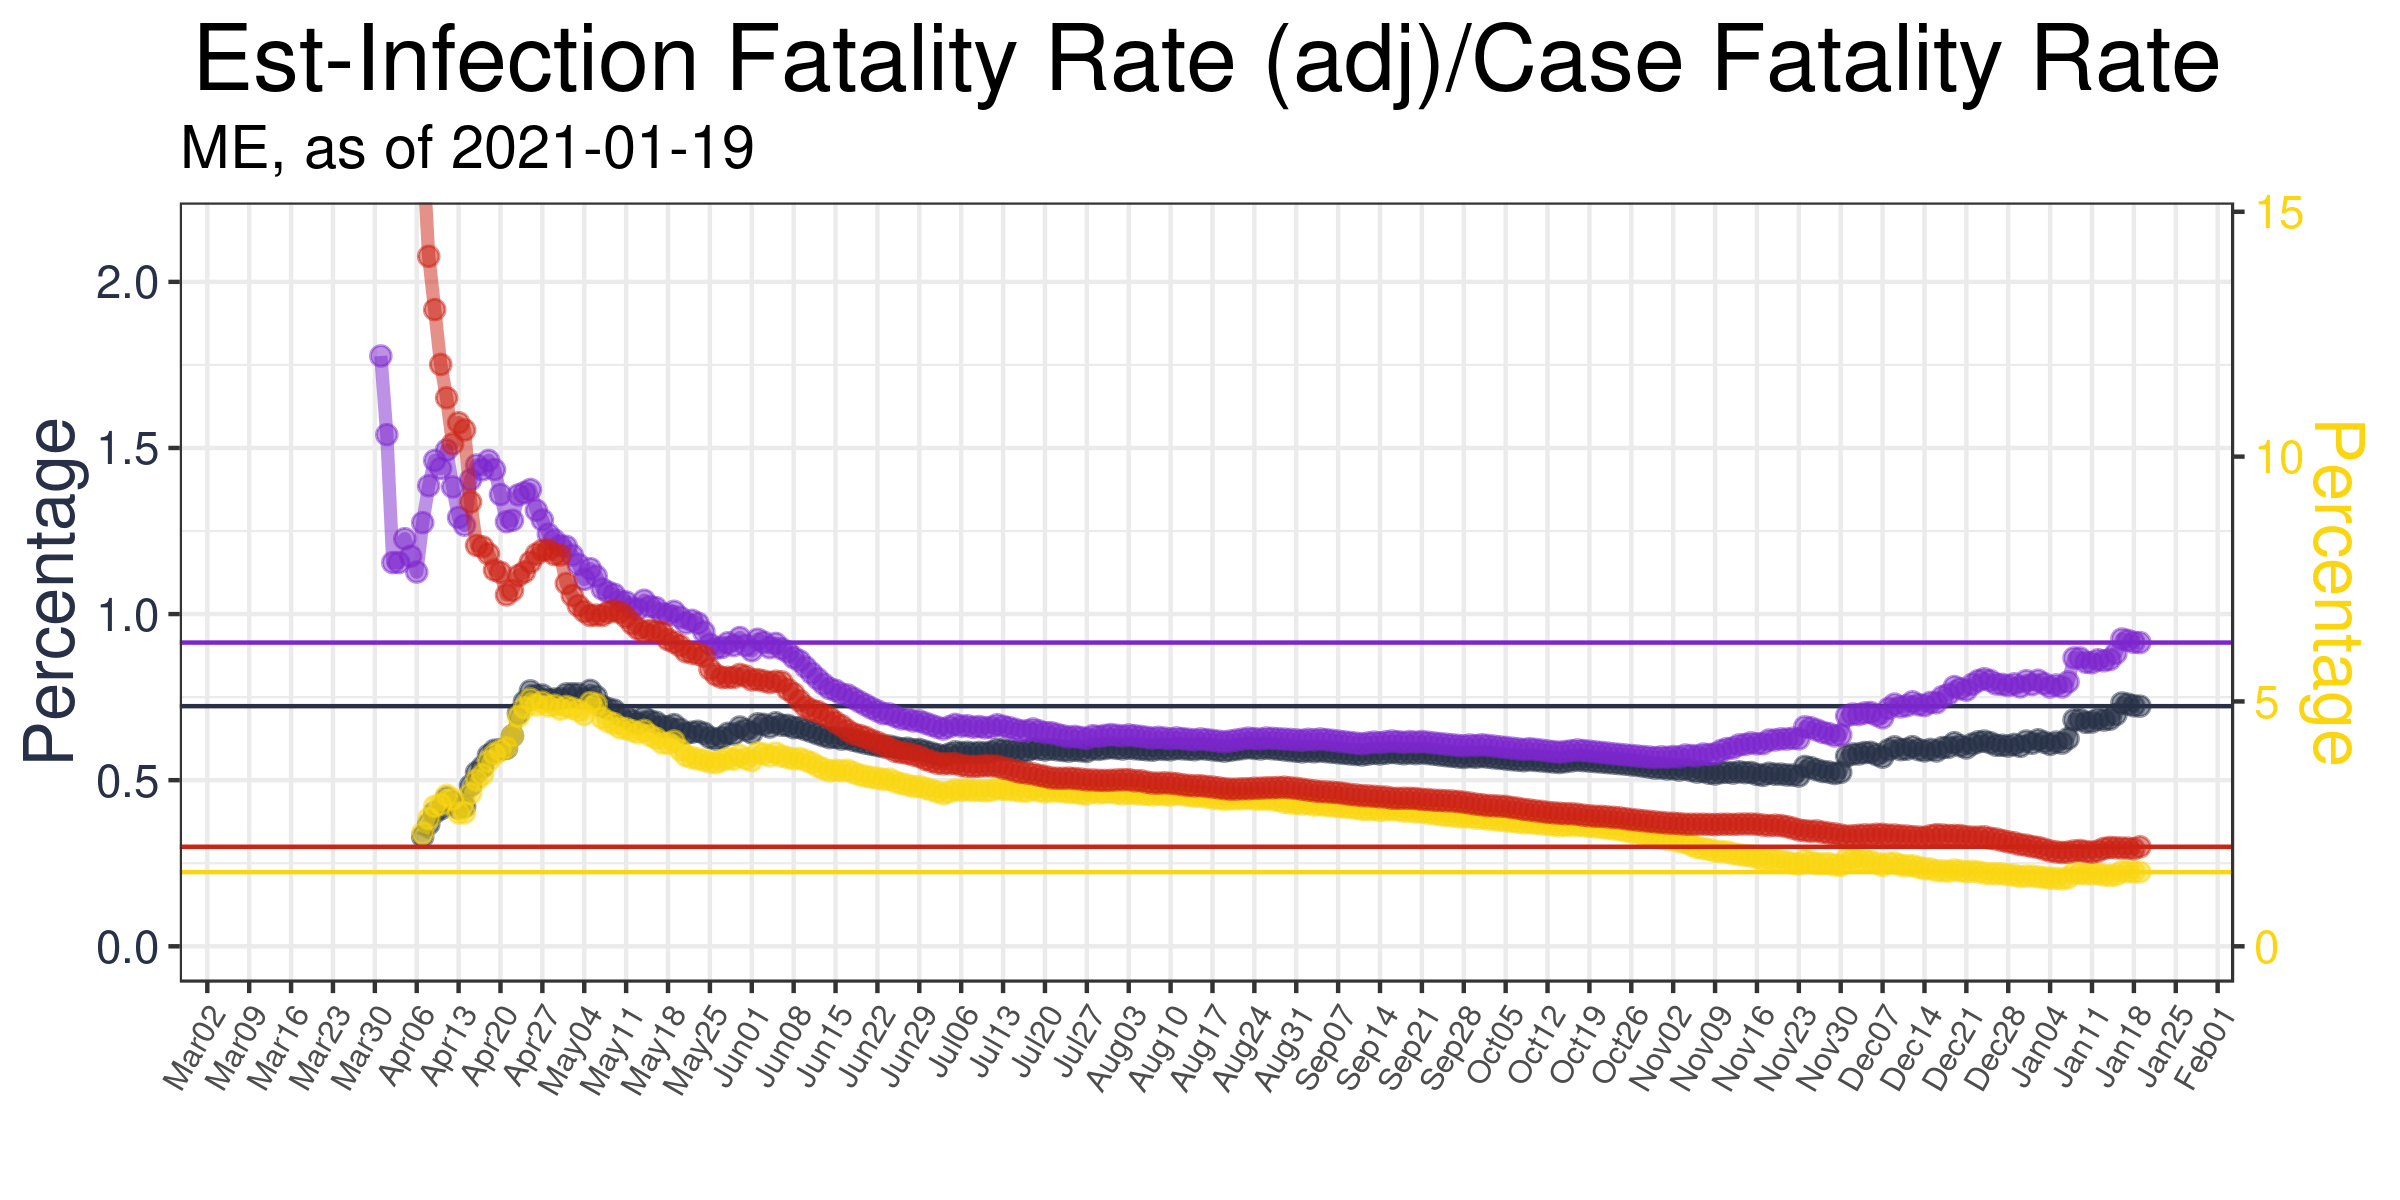 Est-Infection Fatality Rate (adj)/Case Fatality Rate
ME, as of 2021-01-19
Percentage
2.0
1.5
1.0
0.5
0.0
15
10
5
0
Percentage
Mar02 Mar09 Mar16 Mar23 Mar30 Apr06 Apr13 Apr20 Apr27 May04 May11 May18 May25 Jun01 Jun08 Jun15 Jun22 Jun29 Jul06 Jul13 Jul20 Jul27 Aug03 Aug10 Aug17 Aug24 Aug31 Sep07 Sep14 Sep21 Sep28 Oct05 Oct12 Oct19 Oct26 Nov02 Nov09 Nov16 Nov23 Nov30 Dec07 Dec14 Dec21 Dec28 Jan04 Jan11 Jan18 Jan25 Feb01